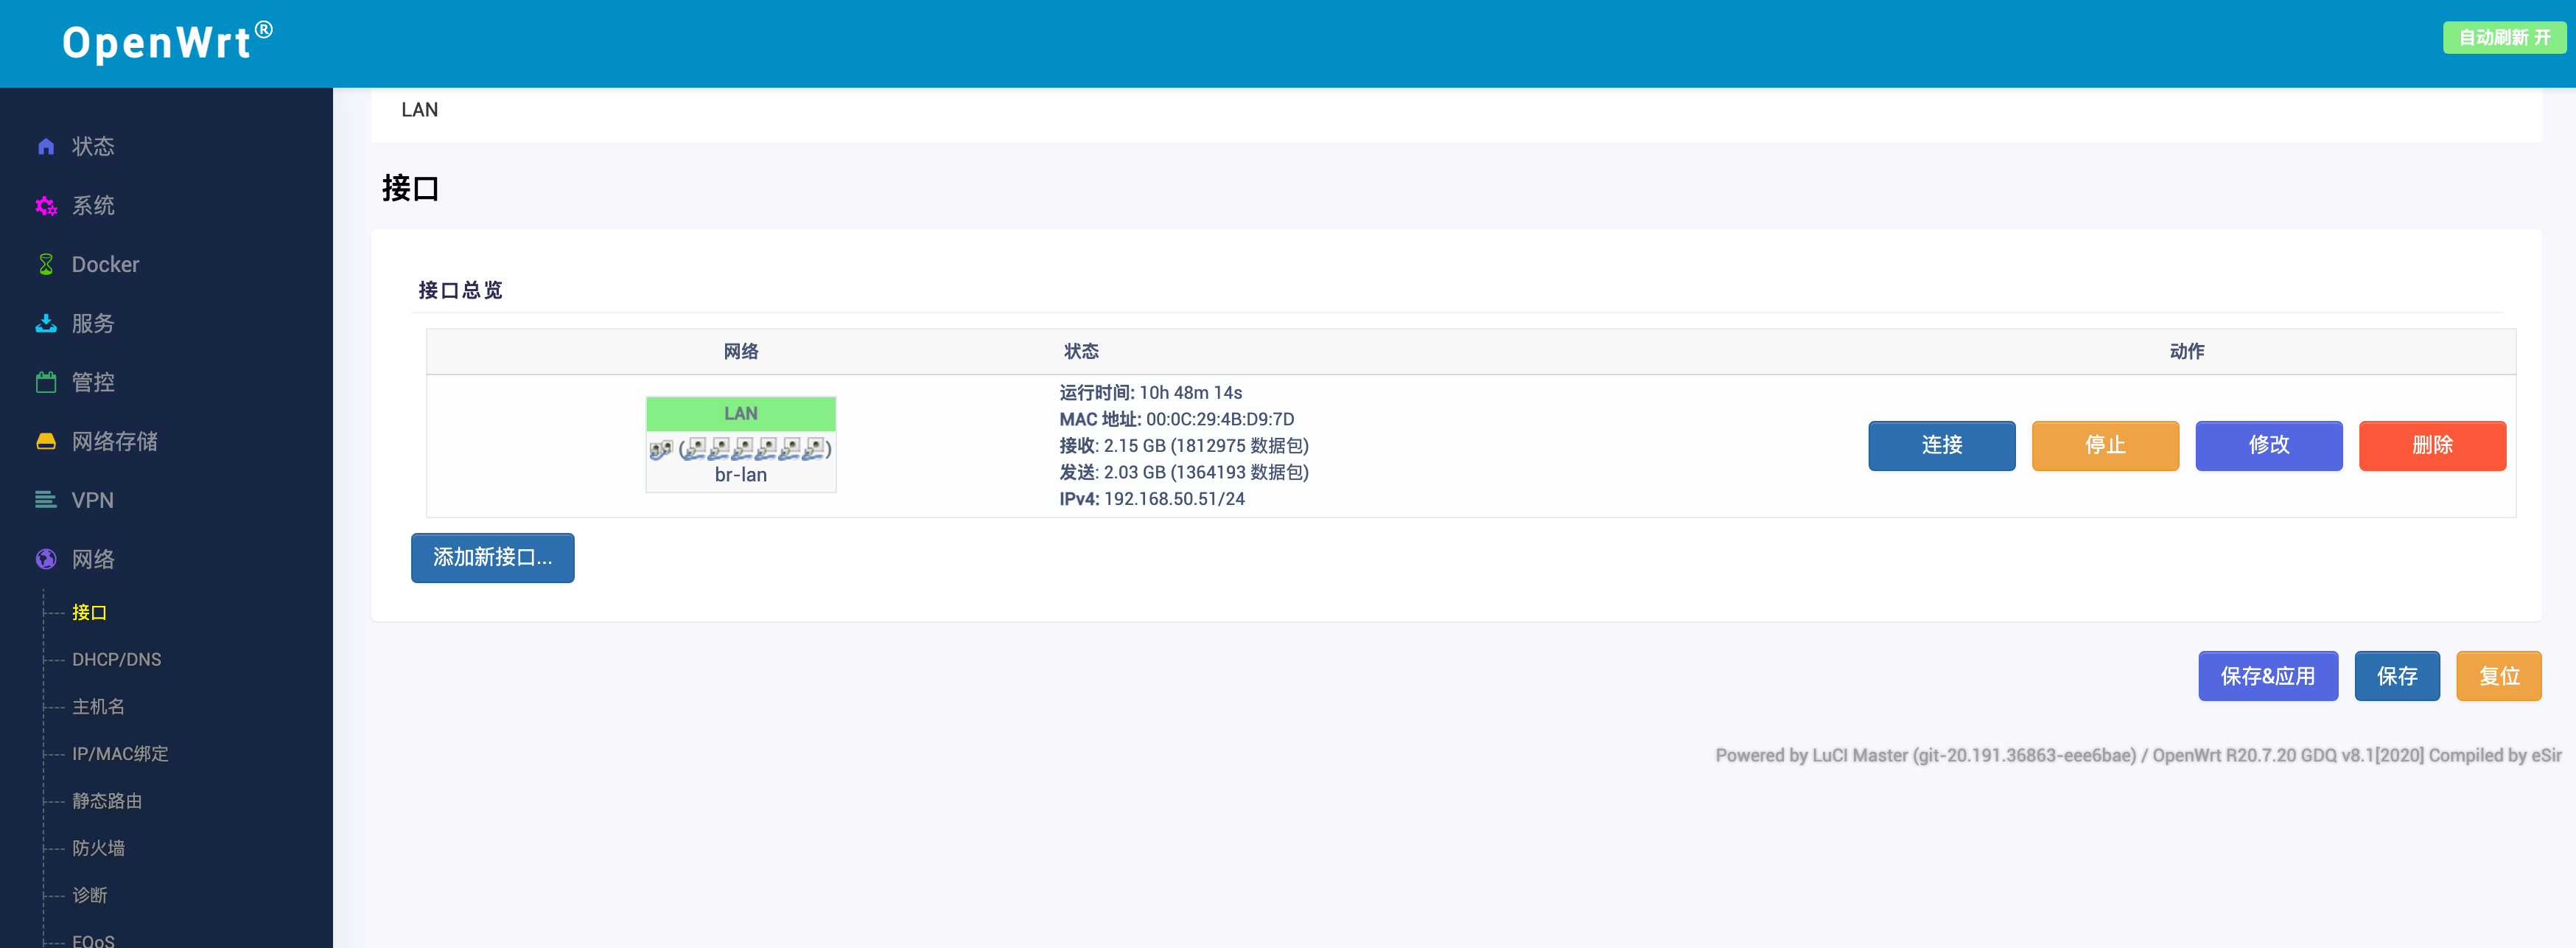 OpenWrt®
自动刷新 开
状态
系统
Docker
服务
管控
网络存储
VPN
网络
接口
DHCP/DNS
主机名
IP/MAC绑定
静态路由
防火墙
诊断
EQoS
LAN
接口
接口总览
网络 状态 动作
LAN
( )
br-lan
运行时间: 10h 48m 14s
MAC 地址: 00:0C:29:4B:D9:7D
接收: 2.15 GB (1812975 数据包)
发送: 2.03 GB (1364193 数据包)
IPv4: 192.168.50.51/24
连接 停止 修改 删除
添加新接口...
保存&应用 保存 复位
Powered by LuCI Master (git-20.191.36863-eee6bae) / OpenWrt R20.7.20 GDQ v8.1[2020] Compiled by eSir